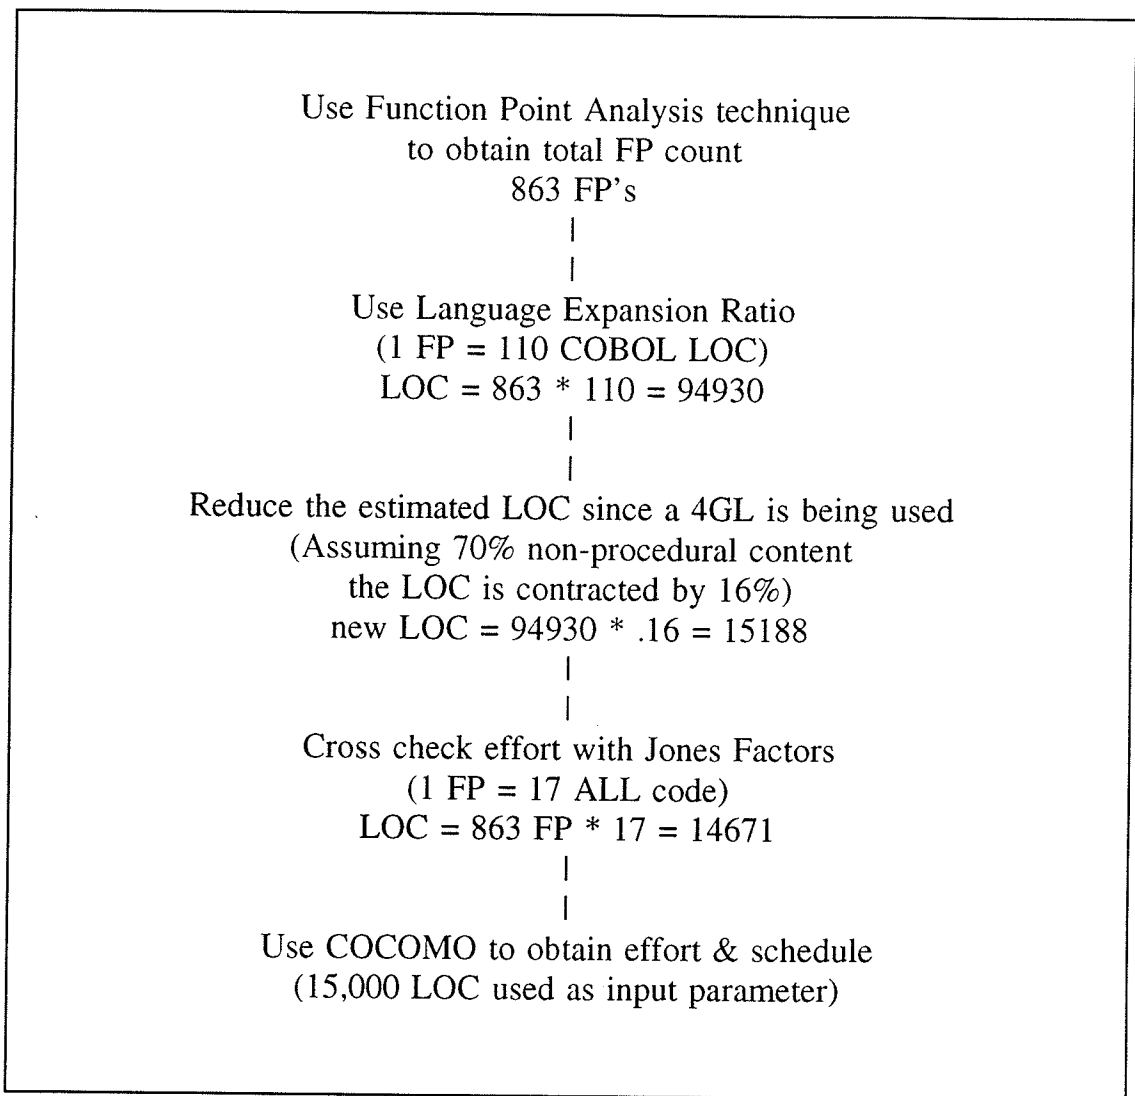 Use Function Point Analysis technique
to obtain total FP count
863 FP's
Use Language Expansion Ratio
(1 FP = 110 COBOL LOC)
LOC = 863 * 110 = 94930
Reduce the estimated LOC since a 4GL is being used
(Assuming 70% non-procedural content
the LOC is contracted by 16%)
new LOC = 94930 * .16 = 15188
Cross check effort with Jones Factors
(1 FP = 17 ALL code)
LOC = 863 FP * 17 = 14671
Use COCOMO to obtain effort & schedule
(15,000 LOC used as input parameter)